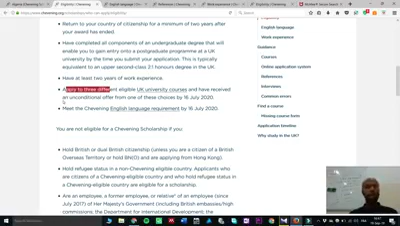 Eligibility
English language
Work experience
Guidance
Courses
Online application system
References
Interviews
Common errors
Find a course
Missing course form
Application timeline
Why study in the UK?
Return to your country of citizenship for a minimum of two years after
your award has ended.
Have completed all components of an undergraduate degree that will
enable you to gain entry onto a postgraduate programme at a UK
university by the time you submit your application. This is typically
equivalent to an upper second-class 2:1 honours degree in the UK.
Have at least two years of work experience.
Apply to three different eligible UK university courses and have received
an unconditional offer from one of these choices by 16 July 2020.
Meet the Chevening English language requirement by 16 July 2020.
You are not eligible for a Chevening Scholarship if you:
Hold British or dual British citizenship (unless you are a citizen of a
British Overseas Territory or hold BN(O) and are applying from Hong Kong).
Hold refugee status in a non-Chevening eligible country. Applicants who
are citizens of a Chevening eligible country and who hold refugee status in
a Chevening-eligible country are eligible for a scholarship.
Are an employee, a former employee, or relative* of an employee (since
July 2017) of Her Majesty's Government (including British embassies/high
commissions, the Department for International Development, the